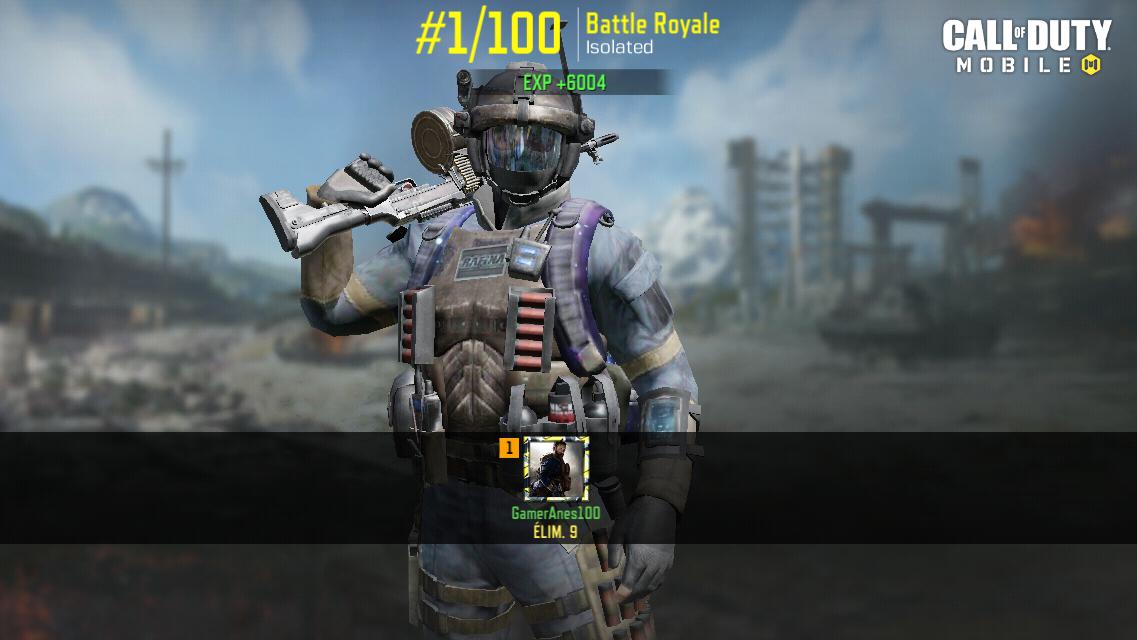 #1/100
Battle Royale
Isolated
CALL OF DUTY
MOBILE
EXP +6004
1
GamerAnes100
ÉLIM. 9